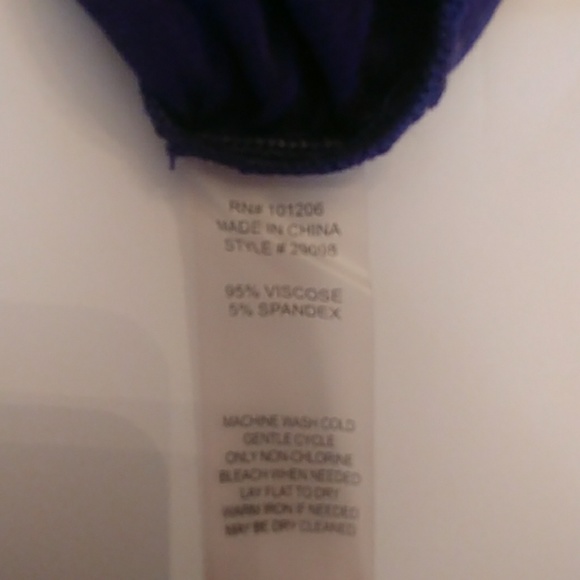 RN# 101206
MADE IN CHINA
STYLE #
95% VISCOSE
5% SPANDEX
MACHINE WASH COLD
GENTLE CYCLE
ONLY NON-CHLORINE
BLEACH WHEN NEEDED
LAY FLAT TO DRY
WARM IRON IF NEEDED
MAY BE DRY CLEANED